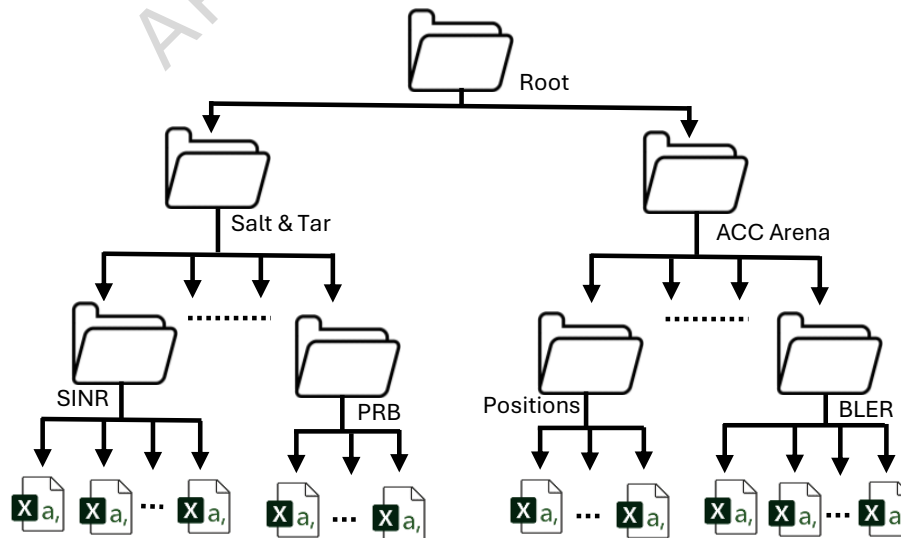 Root
Salt & Tar
ACC Arena
SINR
PRB
Positions
BLER
X a,
X a,
X a,
X a,
X a,
X a,
X a,
X a,
X a,
X a,